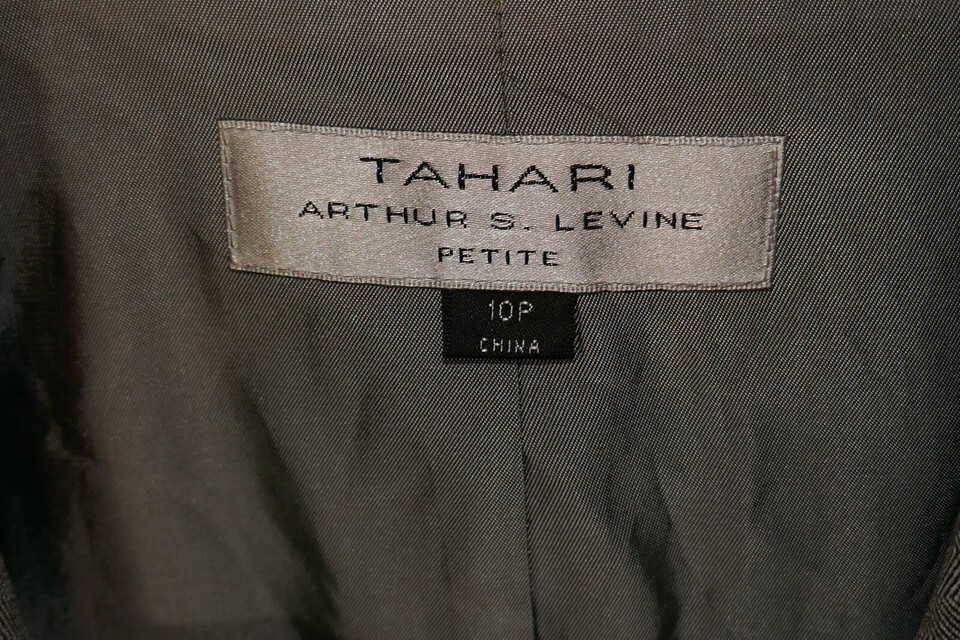 TAHARI
ARTHUR S. LEVINE
PETITE
10P
CHINA